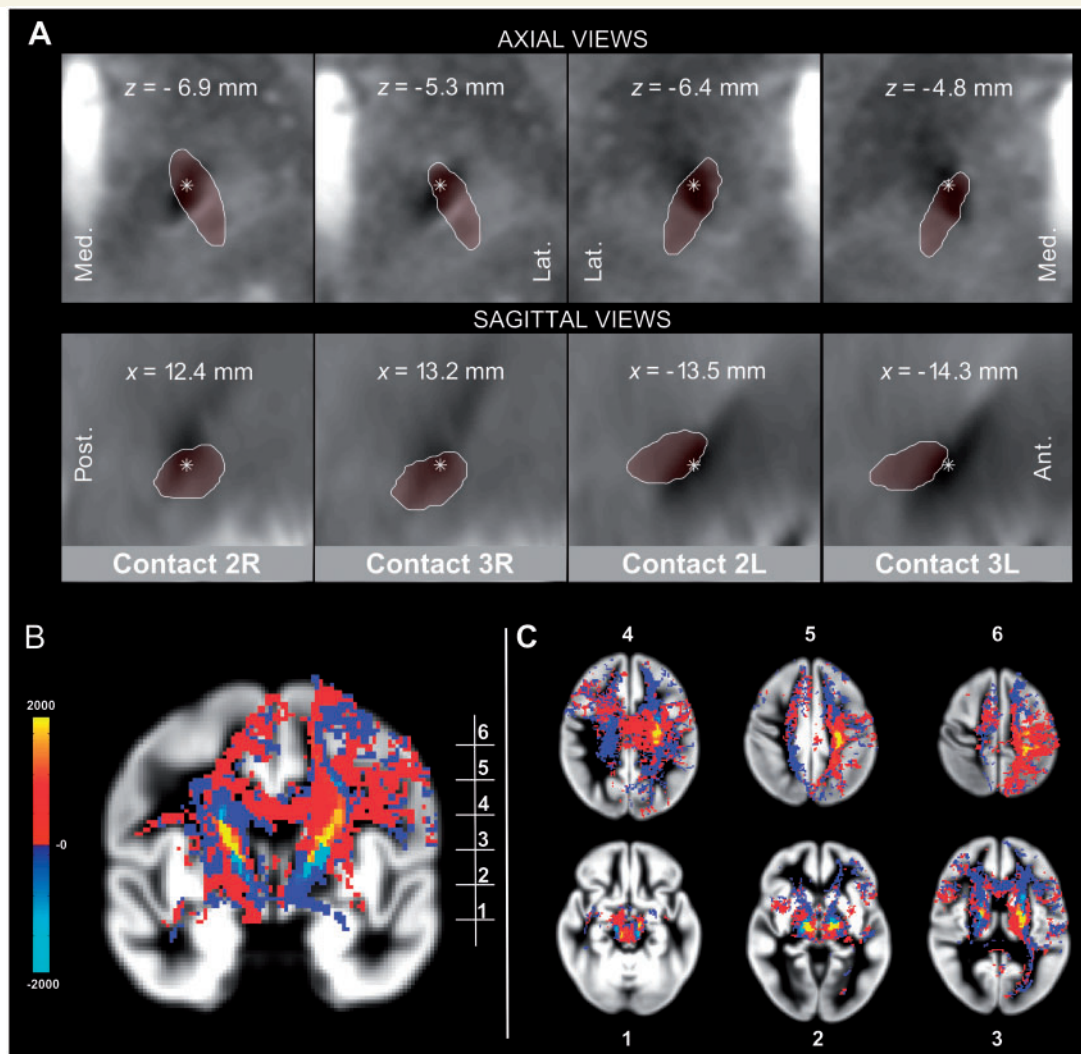 A
AXIAL VIEWS
z = - 6.9 mm
z = -5.3 mm
z = -6.4 mm
z = -4.8 mm
Med.
Lat.
Lat.
Med.
SAGITTAL VIEWS
x = 12.4 mm
x = 13.2 mm
x = -13.5 mm
x = -14.3 mm
Post.
Ant.
Contact 2R
Contact 3R
Contact 2L
Contact 3L
B
2000
-0
-2000
6
5
4
3
2
1
C
4
5
6
1
2
3